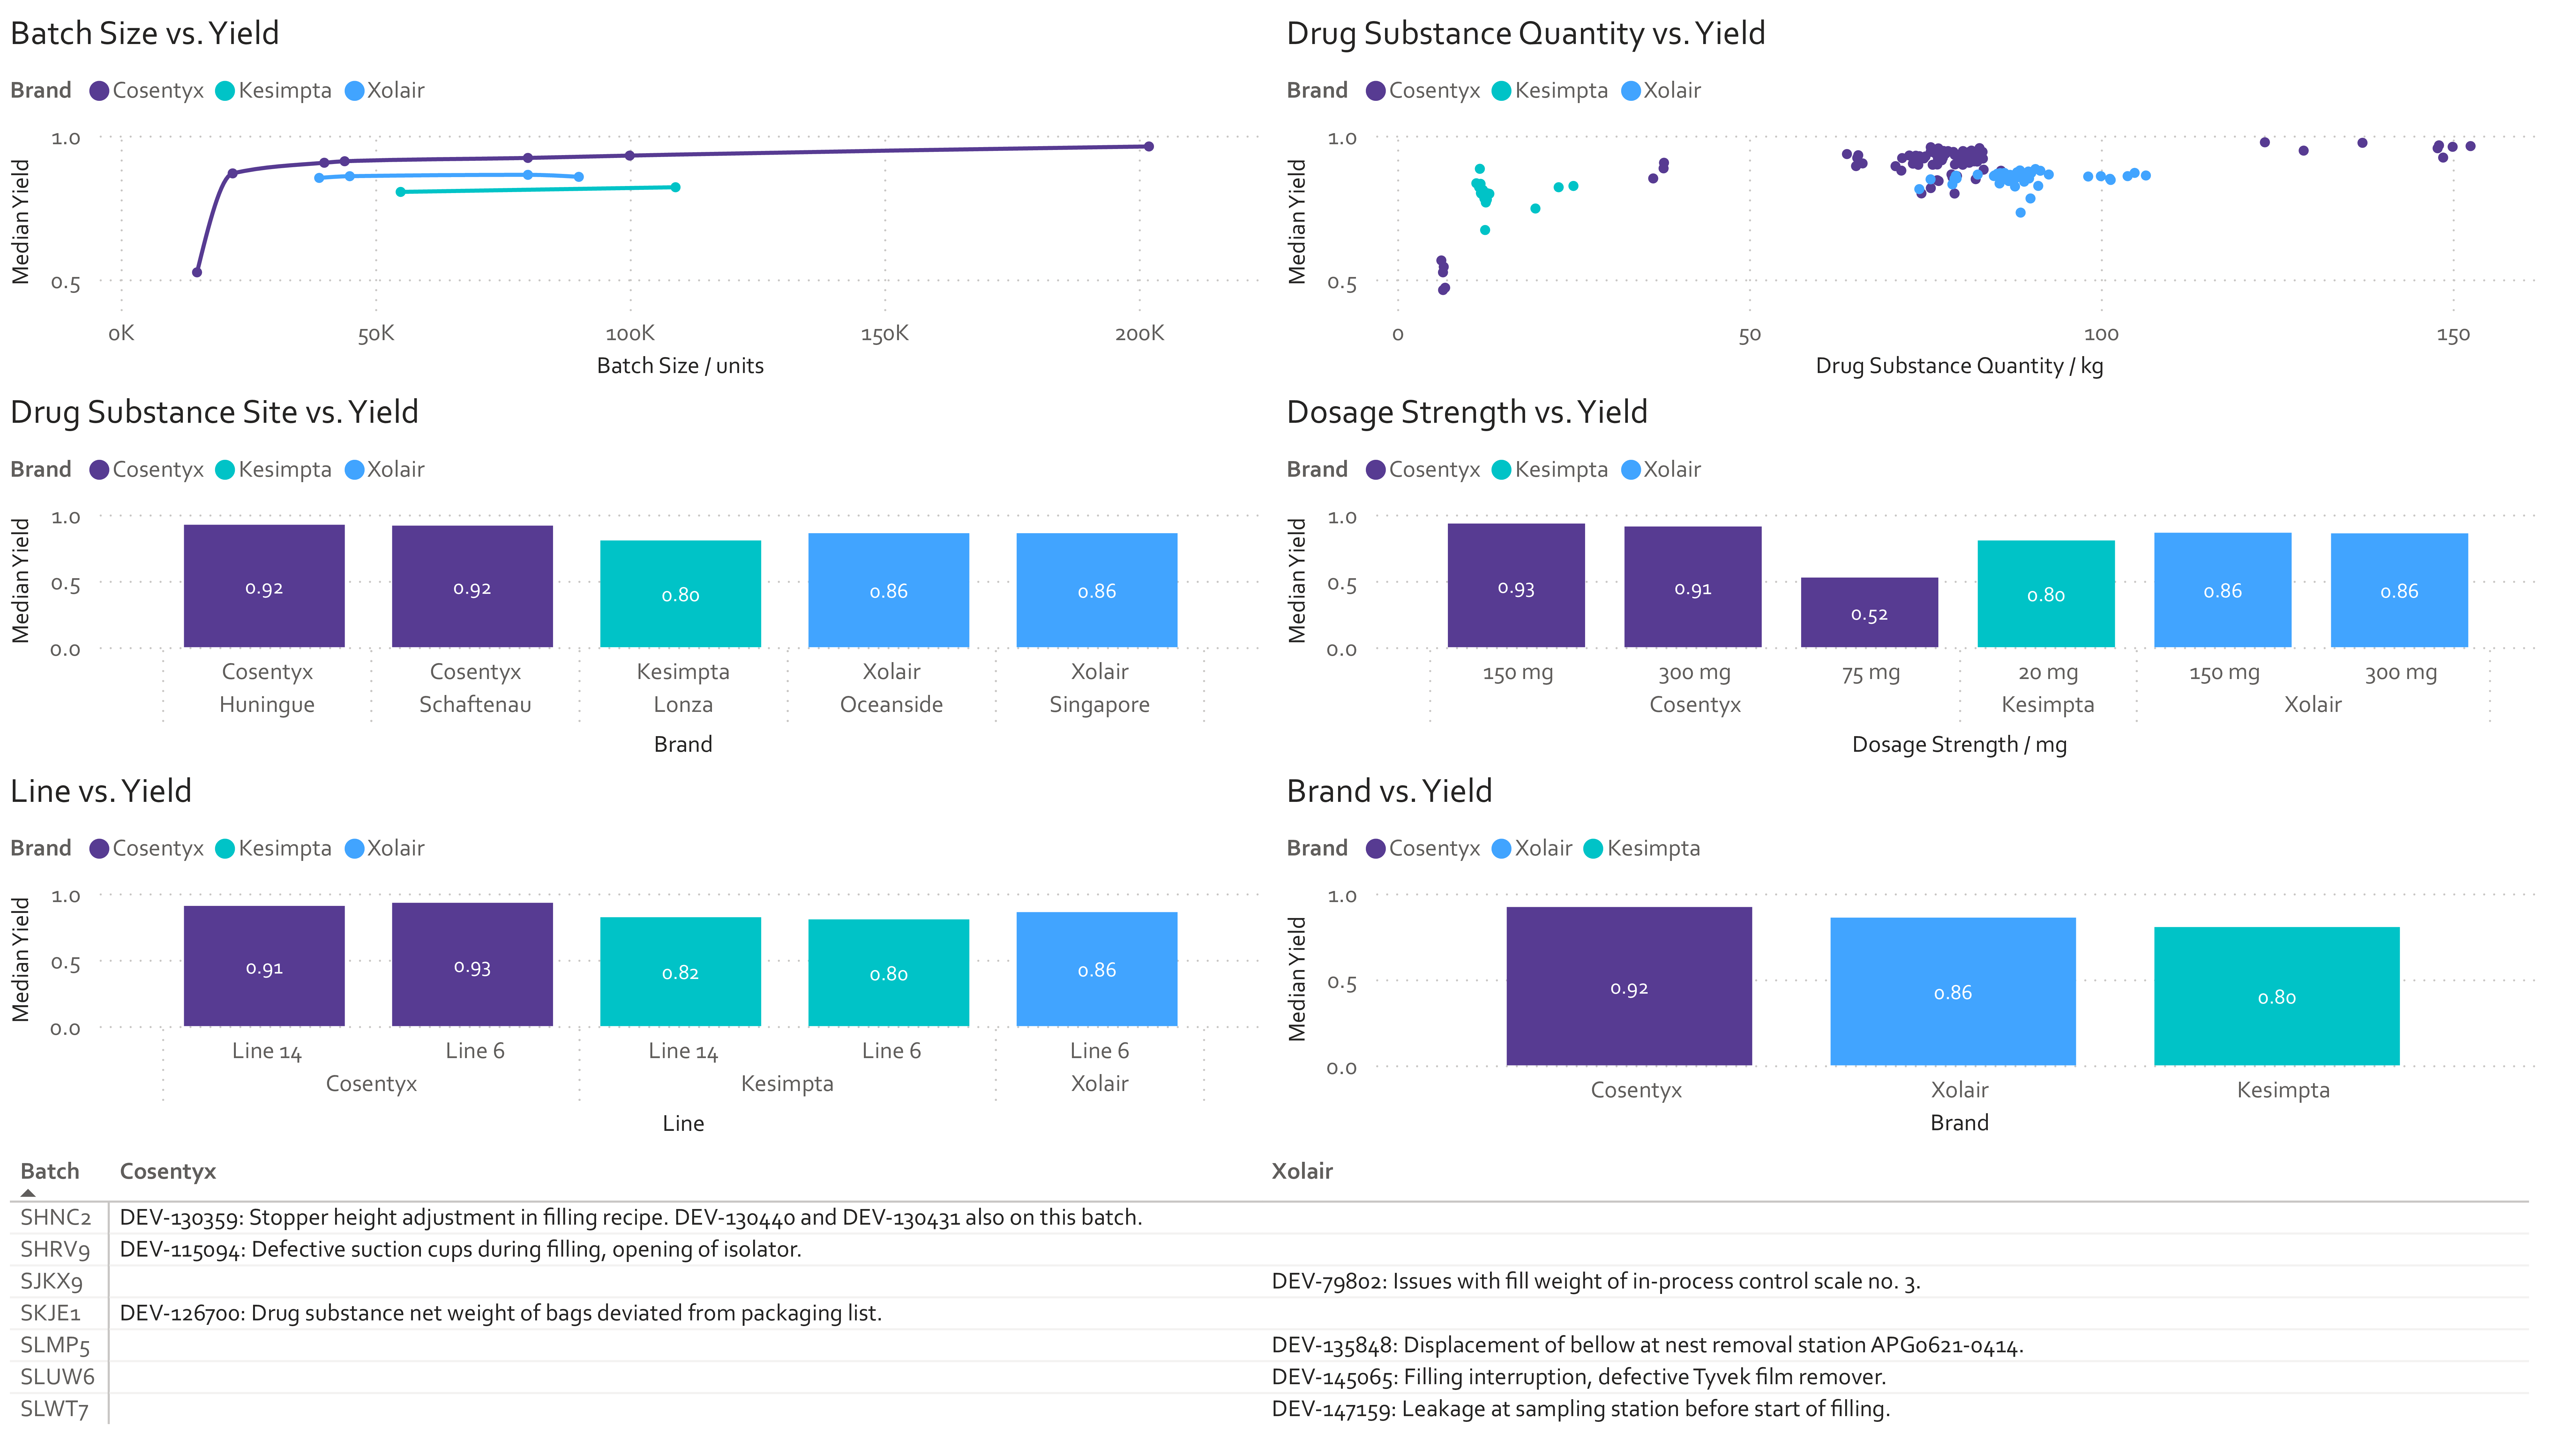 Batch Size vs. Yield
Brand Cosentyx Kesimpta Xolair
Median Yield
1.0
0.5
0K 50K 100K 150K 200K
Batch Size / units
Drug Substance Quantity vs. Yield
Brand Cosentyx Kesimpta Xolair
Median Yield
1.0
0.5
0 50 100 150
Drug Substance Quantity / kg
Drug Substance Site vs. Yield
Brand Cosentyx Kesimpta Xolair
Median Yield
1.0
0.5
0.0
0.92 0.92 0.80 0.86 0.86
Cosentyx Cosentyx Kesimpta Xolair Xolair
Huningue Schaftenau Lonza Oceanside Singapore
Brand
Dosage Strength vs. Yield
Brand Cosentyx Kesimpta Xolair
Median Yield
1.0
0.5
0.0
0.93 0.91 0.52 0.80 0.86 0.86
150 mg 300 mg 75 mg 20 mg 150 mg 300 mg
Cosentyx Kesimpta Xolair
Dosage Strength / mg
Line vs. Yield
Brand Cosentyx Kesimpta Xolair
Median Yield
1.0
0.5
0.0
0.91 0.93 0.82 0.80 0.86
Line 14 Line 6 Line 14 Line 6 Line 6
Cosentyx Kesimpta Xolair
Line
Brand vs. Yield
Brand Cosentyx Xolair Kesimpta
Median Yield
1.0
0.5
0.0
0.92 0.86 0.80
Cosentyx Xolair Kesimpta
Brand
Batch Cosentyx Xolair
SHNC2 DEV-130359: Stopper height adjustment in filling recipe. DEV-130440 and DEV-130431 also on this batch.
SHRV9 DEV-115094: Defective suction cups during filling, opening of isolator.
SJKX9 DEV-79802: Issues with fill weight of in-process control scale no. 3.
SKJE1 DEV-126700: Drug substance net weight of bags deviated from packaging list.
SLMP5 DEV-135848: Displacement of bellow at nest removal station APG0621-0414.
SLUW6 DEV-145065: Filling interruption, defective Tyvek film remover.
SLWT7 DEV-147159: Leakage at sampling station before start of filling.